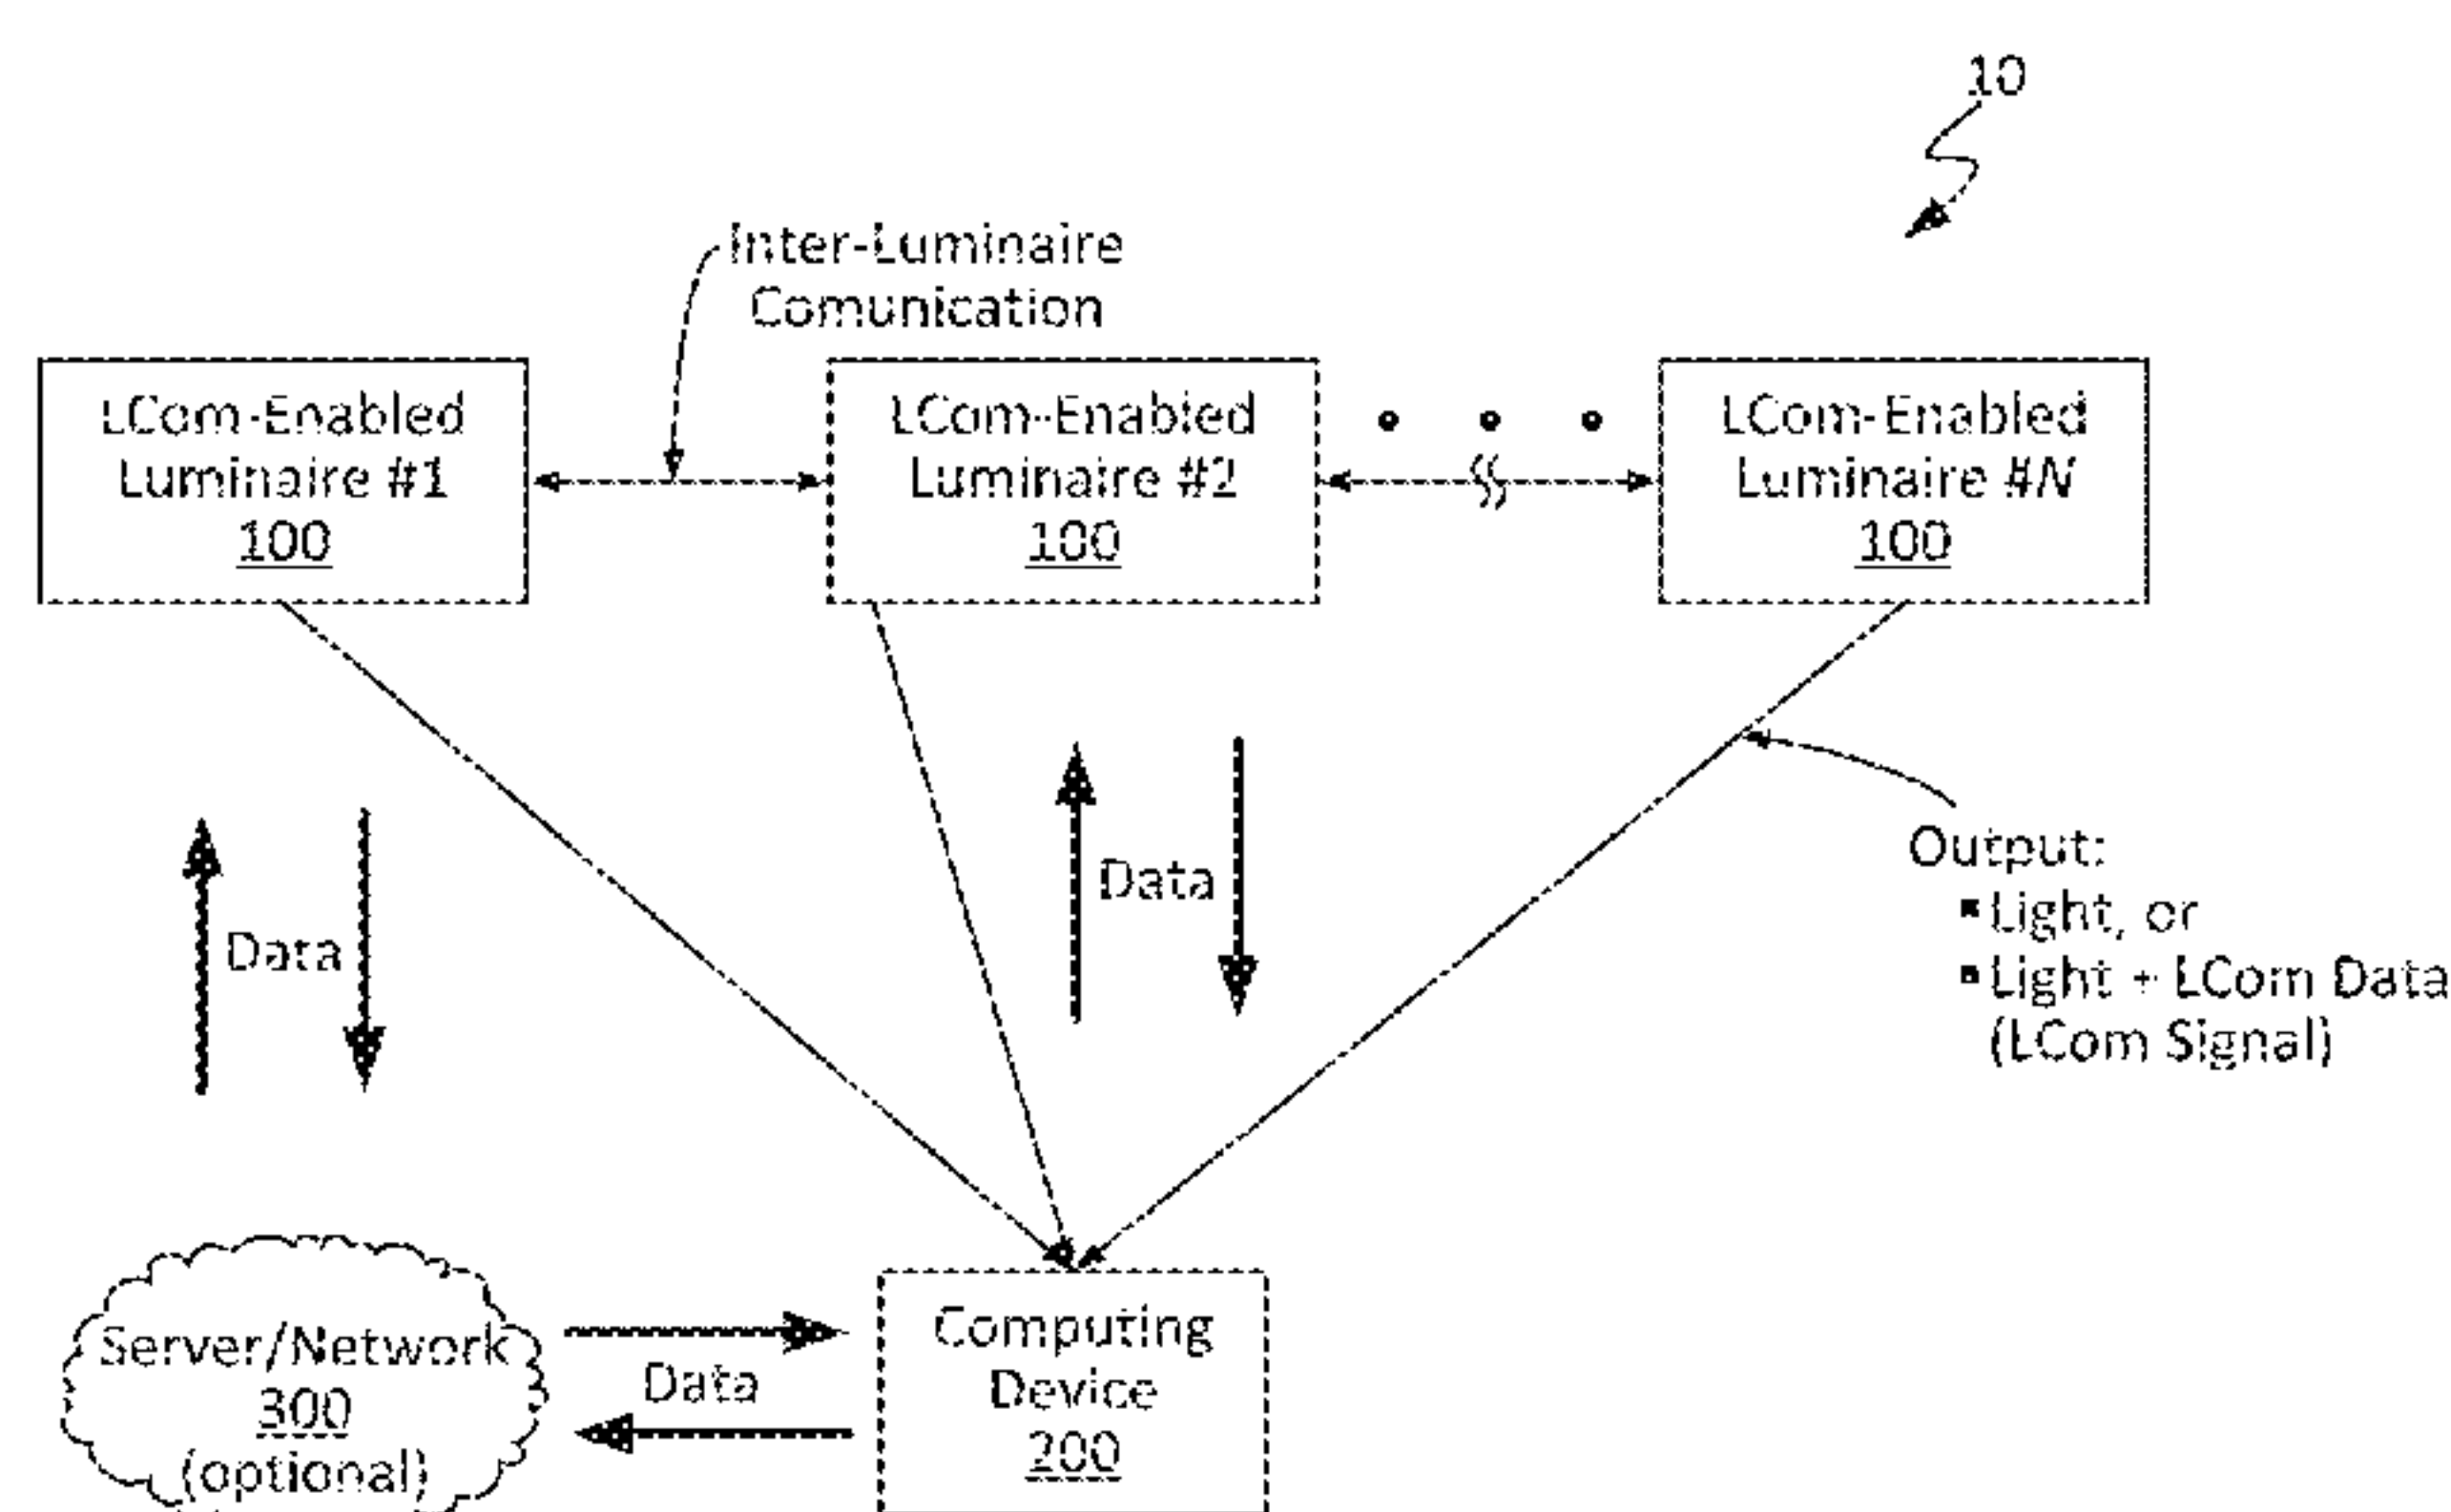 10
Inter-Luminaire
Comunication
LCom-Enabled
Luminaire #1
100
LCom-Enabled
Luminaire #2
100
LCom-Enabled
Luminaire #N
100
Data
Data
Output:
▪ Light, or
▪ Light + LCom Data
(LCom Signal)
Server/Network
300
(optional)
Data
Computing
Device
200